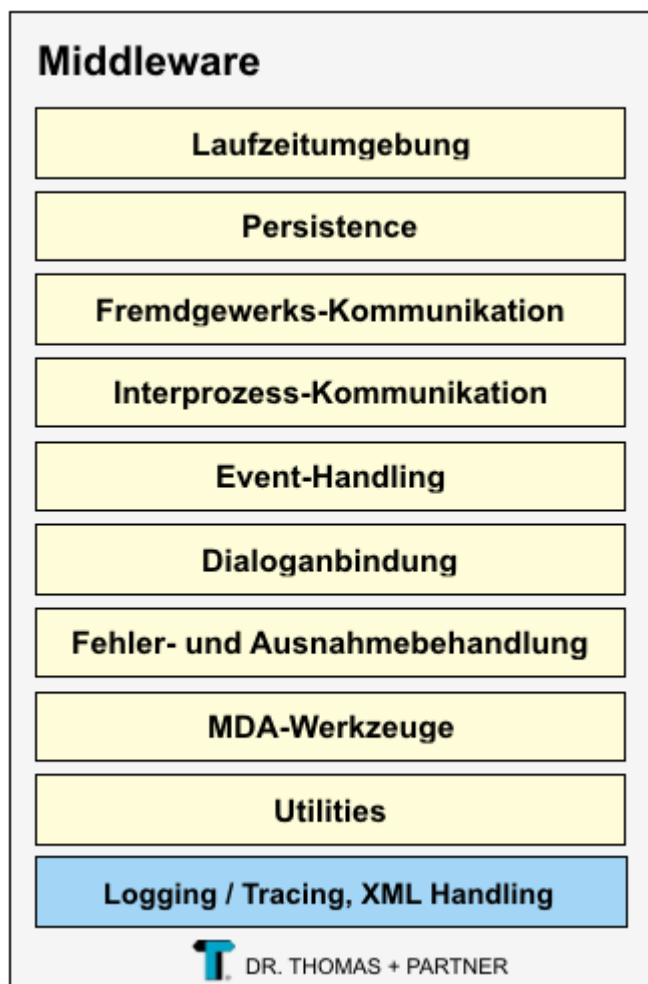 Middleware
Laufzeitumgebung
Persistence
Fremdgewerks-Kommunikation
Interprozess-Kommunikation
Event-Handling
Dialoganbindung
Fehler- und Ausnahmebehandlung
MDA-Werkzeuge
Utilities
Logging / Tracing, XML Handling
DR. THOMAS + PARTNER